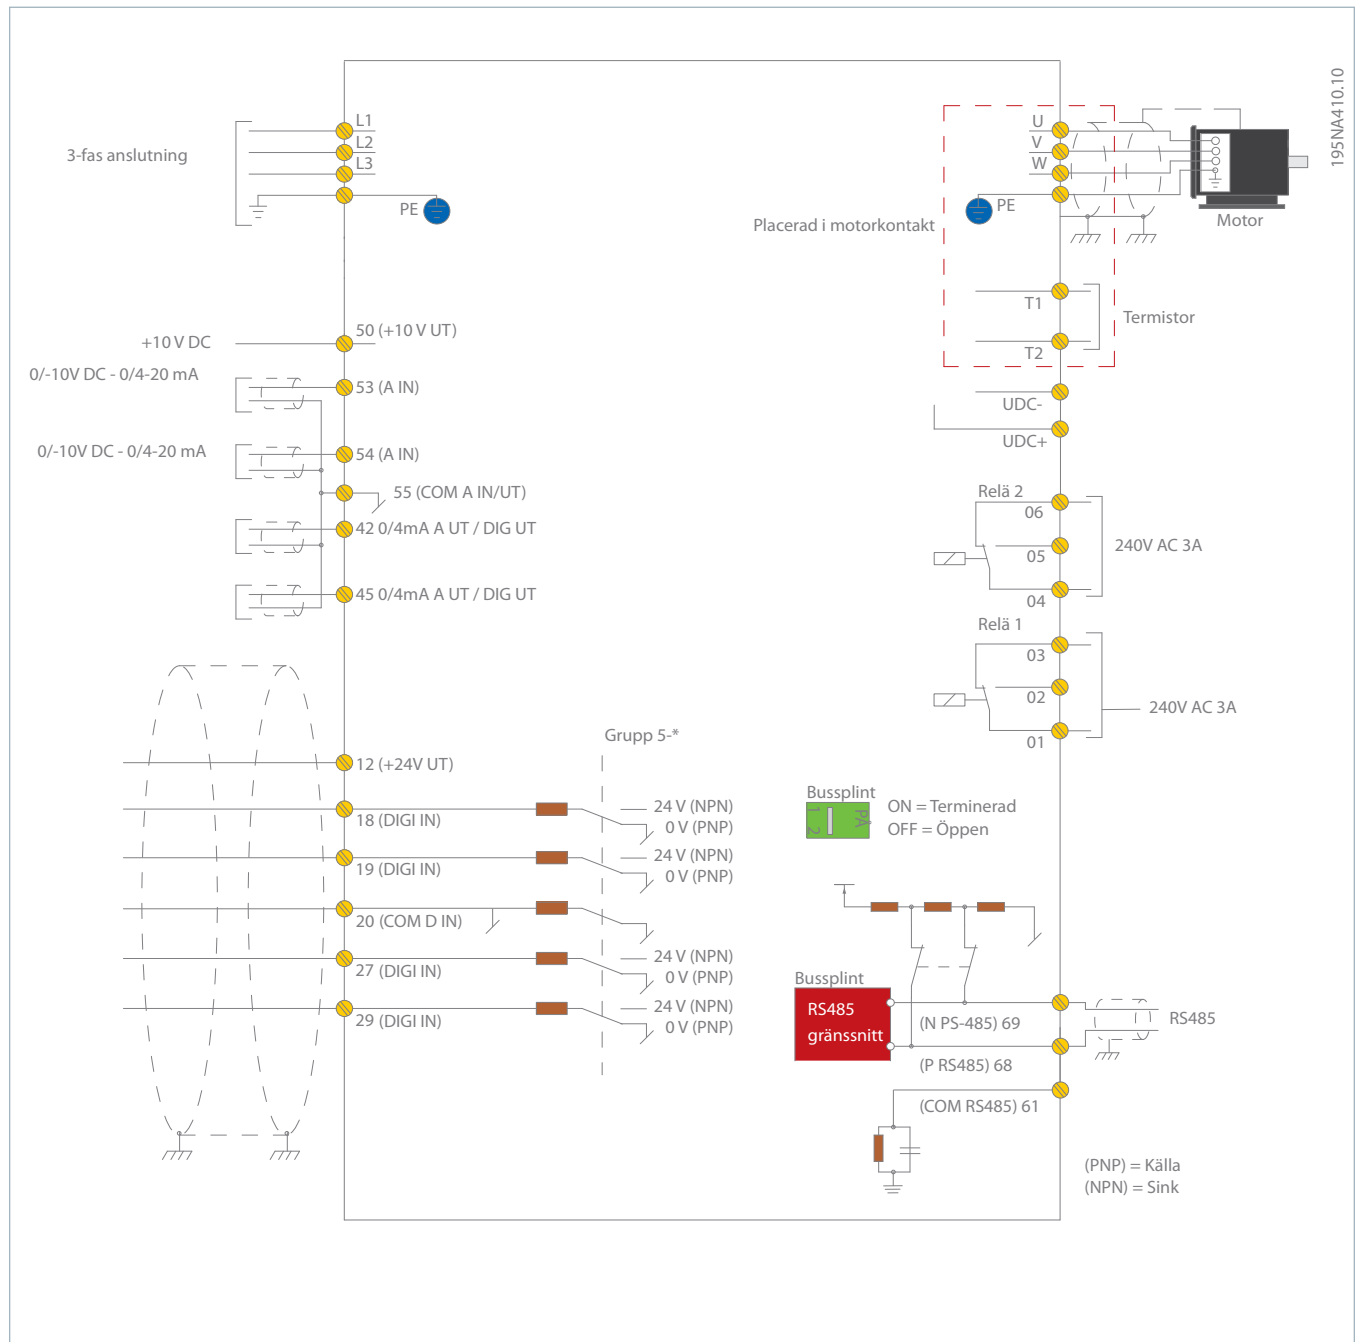 195NA410.10
3-fas anslutning
L1
L2
L3
PE
U
V
W
PE
Placerad i motorkontakt
Motor
T1
T2
Termistor
+10 V DC
50 (+10 V UT)
0/-10V DC - 0/4-20 mA
53 (A IN)
0/-10V DC - 0/4-20 mA
54 (A IN)
55 (COM A IN/UT)
42 0/4mA A UT / DIG UT
45 0/4mA A UT / DIG UT
UDC-
UDC+
Relä 2
06
05
04
240V AC 3A
Relä 1
03
02
01
240V AC 3A
Grupp 5-*
12 (+24V UT)
18 (DIGI IN)
24 V (NPN)
0 V (PNP)
19 (DIGI IN)
24 V (NPN)
0 V (PNP)
20 (COM D IN)
27 (DIGI IN)
24 V (NPN)
0 V (PNP)
29 (DIGI IN)
24 V (NPN)
0 V (PNP)
Bussplint
1 2
PÅ
ON = Terminerad
OFF = Öppen
Bussplint
RS485
gränssnitt
(N PS-485) 69
(P RS485) 68
(COM RS485) 61
RS485
(PNP) = Källa
(NPN) = Sink